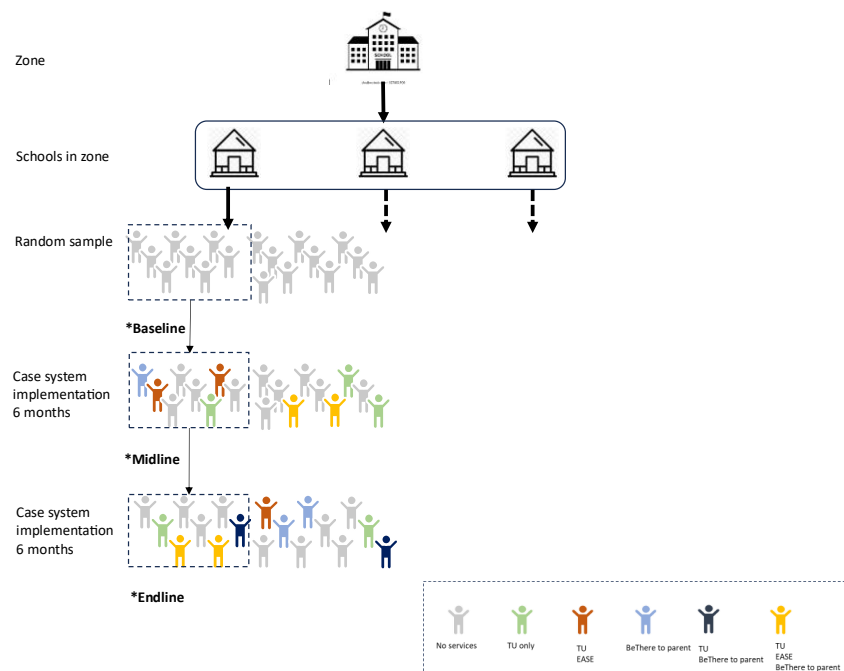 Zone
SCHOOL
Schools in zone
Random sample
*Baseline
Case system
implementation
6 months
*Midline
Case system
implementation
6 months
*Endline
No services
TU only
TU
EASE
BeThere to parent
TU
BeThere to parent
TU
EASE
BeThere to parent